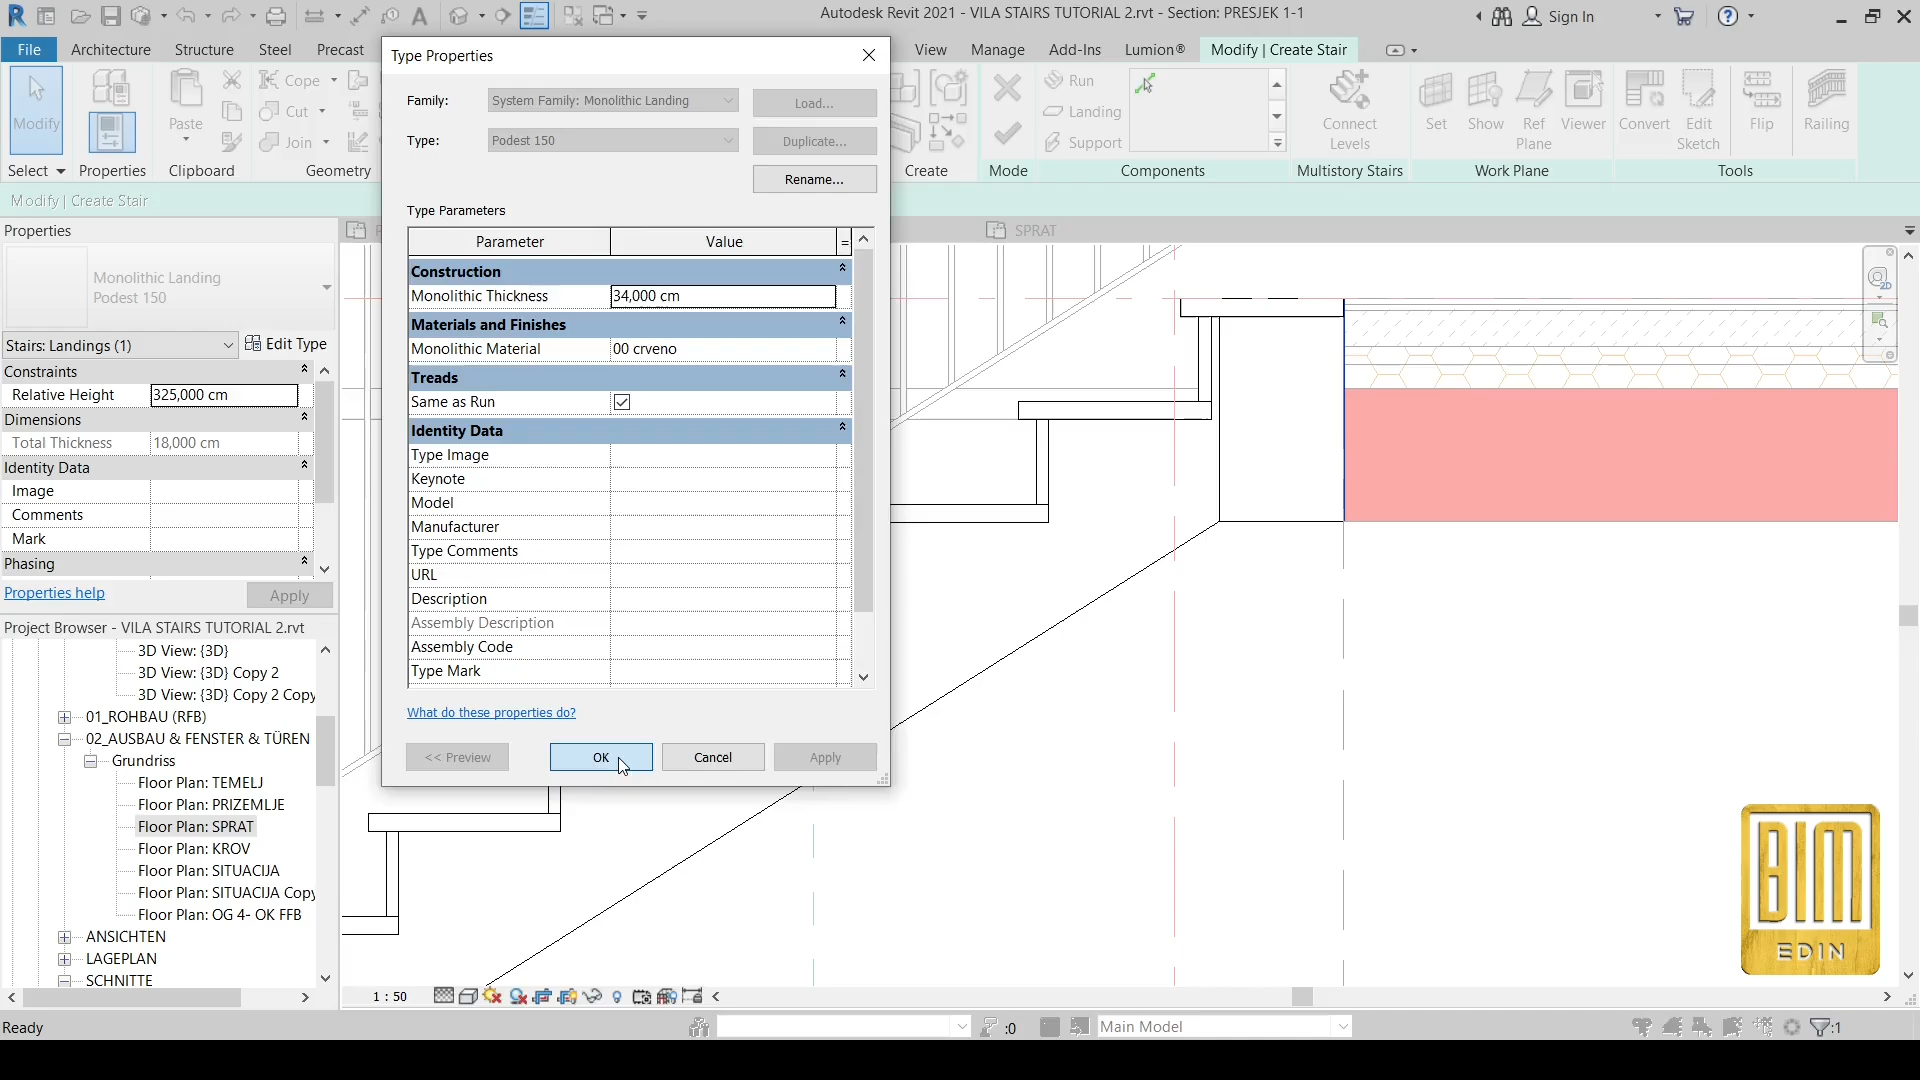 Autodesk Revit 2021 - VILA STAIRS TUTORIAL 2.rvt - Section: PRESJEK 1-1
Sign In
File
Architecture
Structure
Steel
Precast
View
Manage
Add-Ins
Lumion®
Modify | Create Stair
Modify
Paste
Cope
Cut
Join
Run
Landing
Support
Connect
Levels
Set
Show
Ref
Plane
Viewer
Convert
Edit
Sketch
Flip
Railing
Select
Properties
Clipboard
Geometry
Create
Mode
Components
Multistory Stairs
Work Plane
Tools
Modify | Create Stair
Properties
Monolithic Landing
Podest 150
Stairs: Landings (1)
Edit Type
Constraints
Relative Height 325,000 cm
Dimensions
Total Thickness 18,000 cm
Identity Data
Image
Comments
Mark
Phasing
Properties help
Apply
Project Browser - VILA STAIRS TUTORIAL 2.rvt
3D View: {3D}
3D View: {3D} Copy 2
3D View: {3D} Copy 2 Copy
01_ROHBAU (RFB)
02_AUSBAU & FENSTER & TÜREN
Grundriss
Floor Plan: TEMELJ
Floor Plan: PRIZEMLJE
Floor Plan: SPRAT
Floor Plan: KROV
Floor Plan: SITUACIJA
Floor Plan: SITUACIJA Copy
Floor Plan: OG 4- OK FFB
ANSICHTEN
LAGEPLAN
SCHNITTE
Type Properties
Family:
System Family: Monolithic Landing
Load...
Type:
Podest 150
Duplicate...
Rename...
Type Parameters
Parameter Value =
Construction
Monolithic Thickness 34,000 cm
Materials and Finishes
Monolithic Material 00 crveno
Treads
Same as Run
Identity Data
Type Image
Keynote
Model
Manufacturer
Type Comments
URL
Description
Assembly Description
Assembly Code
Type Mark
What do these properties do?
<< Preview
OK
Cancel
Apply
SPRAT
2D
BIM
EDIN
1 : 50
Ready
:0
Main Model
:1